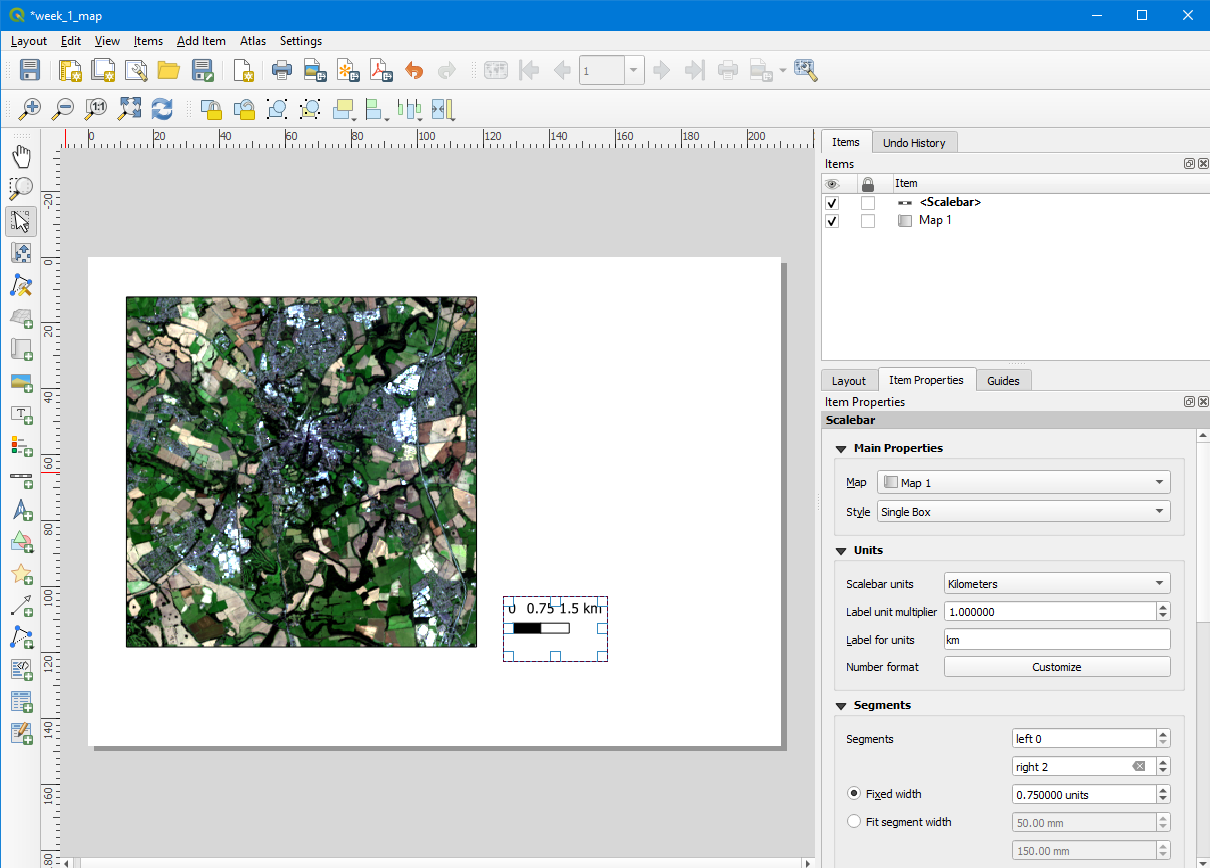 *week_1_map
Layout Edit View Items Add Item Atlas Settings
1
1:1
0 20 40 60 80 100 120 140 160 180 200
-20 0 20 40 60 80 100 120 140 160 80
T
0 0.75 1.5 km
Items Undo History
Items
Item
<Scalebar>
Map 1
Layout Item Properties Guides
Item Properties
Scalebar
Main Properties
Map Map 1
Style Single Box
Units
Scalebar units Kilometers
Label unit multiplier 1.000000
Label for units km
Number format Customize
Segments
Segments left 0
right 2
Fixed width 0.750000 units
Fit segment width 50.00 mm
150.00 mm